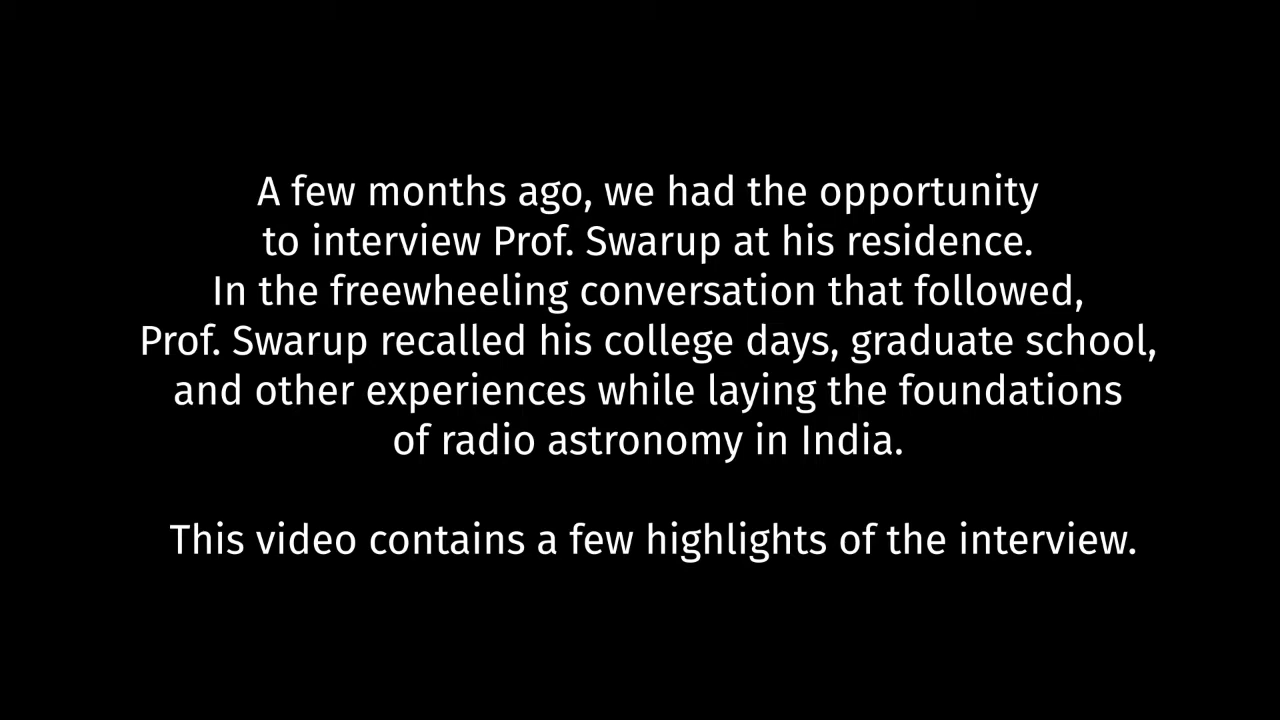 A few months ago, we had the opportunity
to interview Prof. Swarup at his residence.
In the freewheeling conversation that followed,
Prof. Swarup recalled his college days, graduate school,
and other experiences while laying the foundations
of radio astronomy in India.
This video contains a few highlights of the interview.